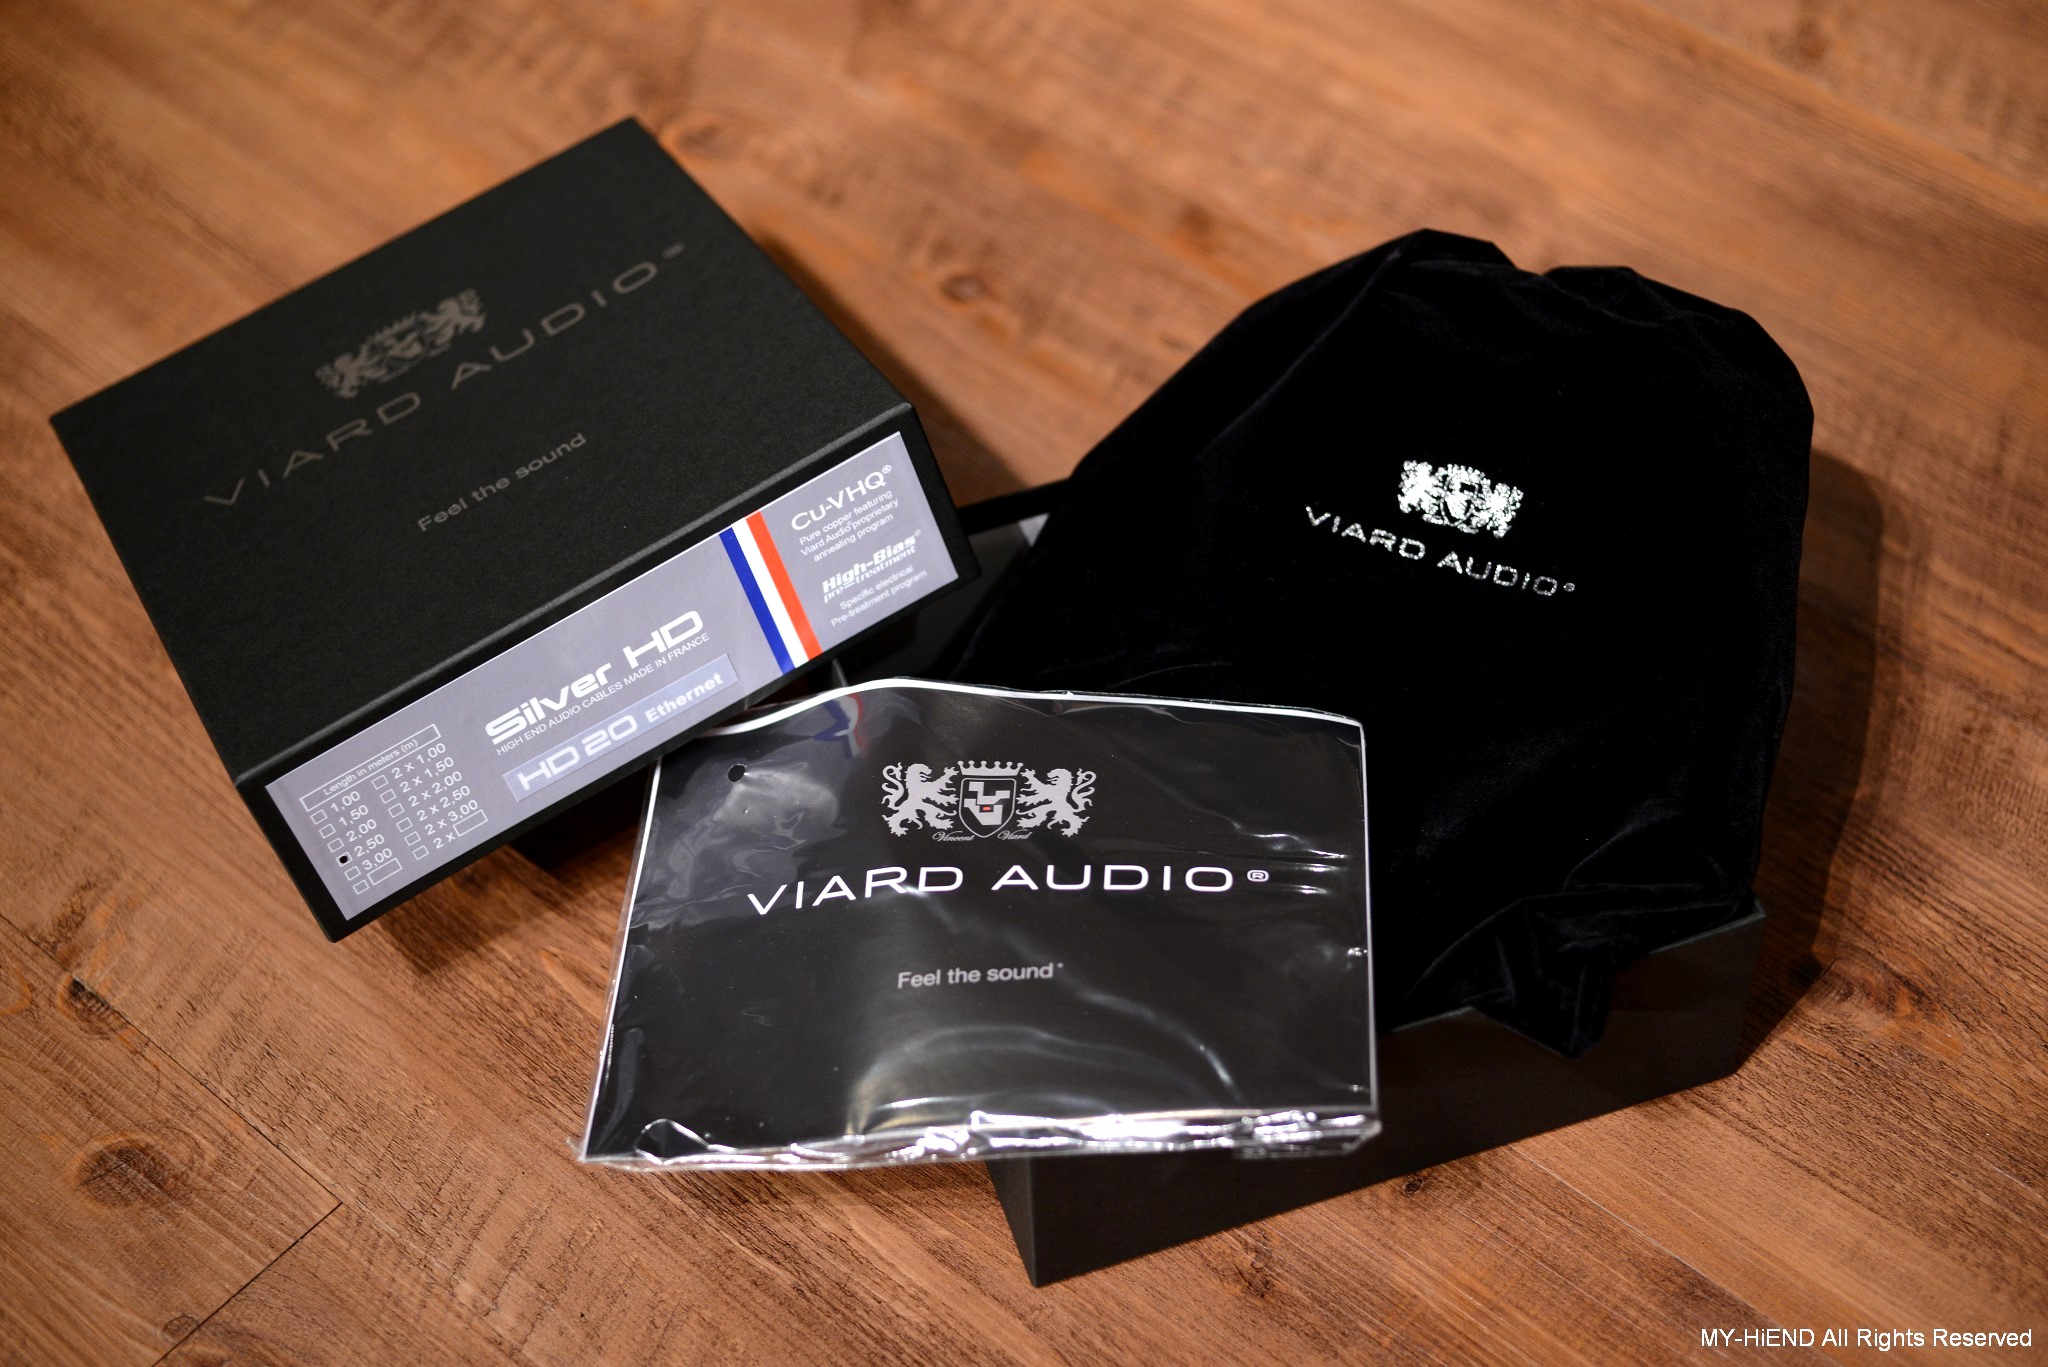 VIARD AUDIO®
Feel the sound
Length in meters (m)
1,00
1,50
2,00
2,50
3,00
2 x 1,00
2 x 1,50
2 x 2,00
2 x 2,50
2 x 3,00
2 x
Silver HD
HIGH END AUDIO CABLES MADE IN FRANCE
HD20 Ethernet
Cu-VHQ®
Pure copper featuring
Viard Audio® proprietary
annealing program
High-Bias®
pre-treatment
Specific electrical
Pre-treatment program
VIARD AUDIO®
Vincent Viard
VIARD AUDIO®
Feel the sound
MY-HiEND All Rights Reserved